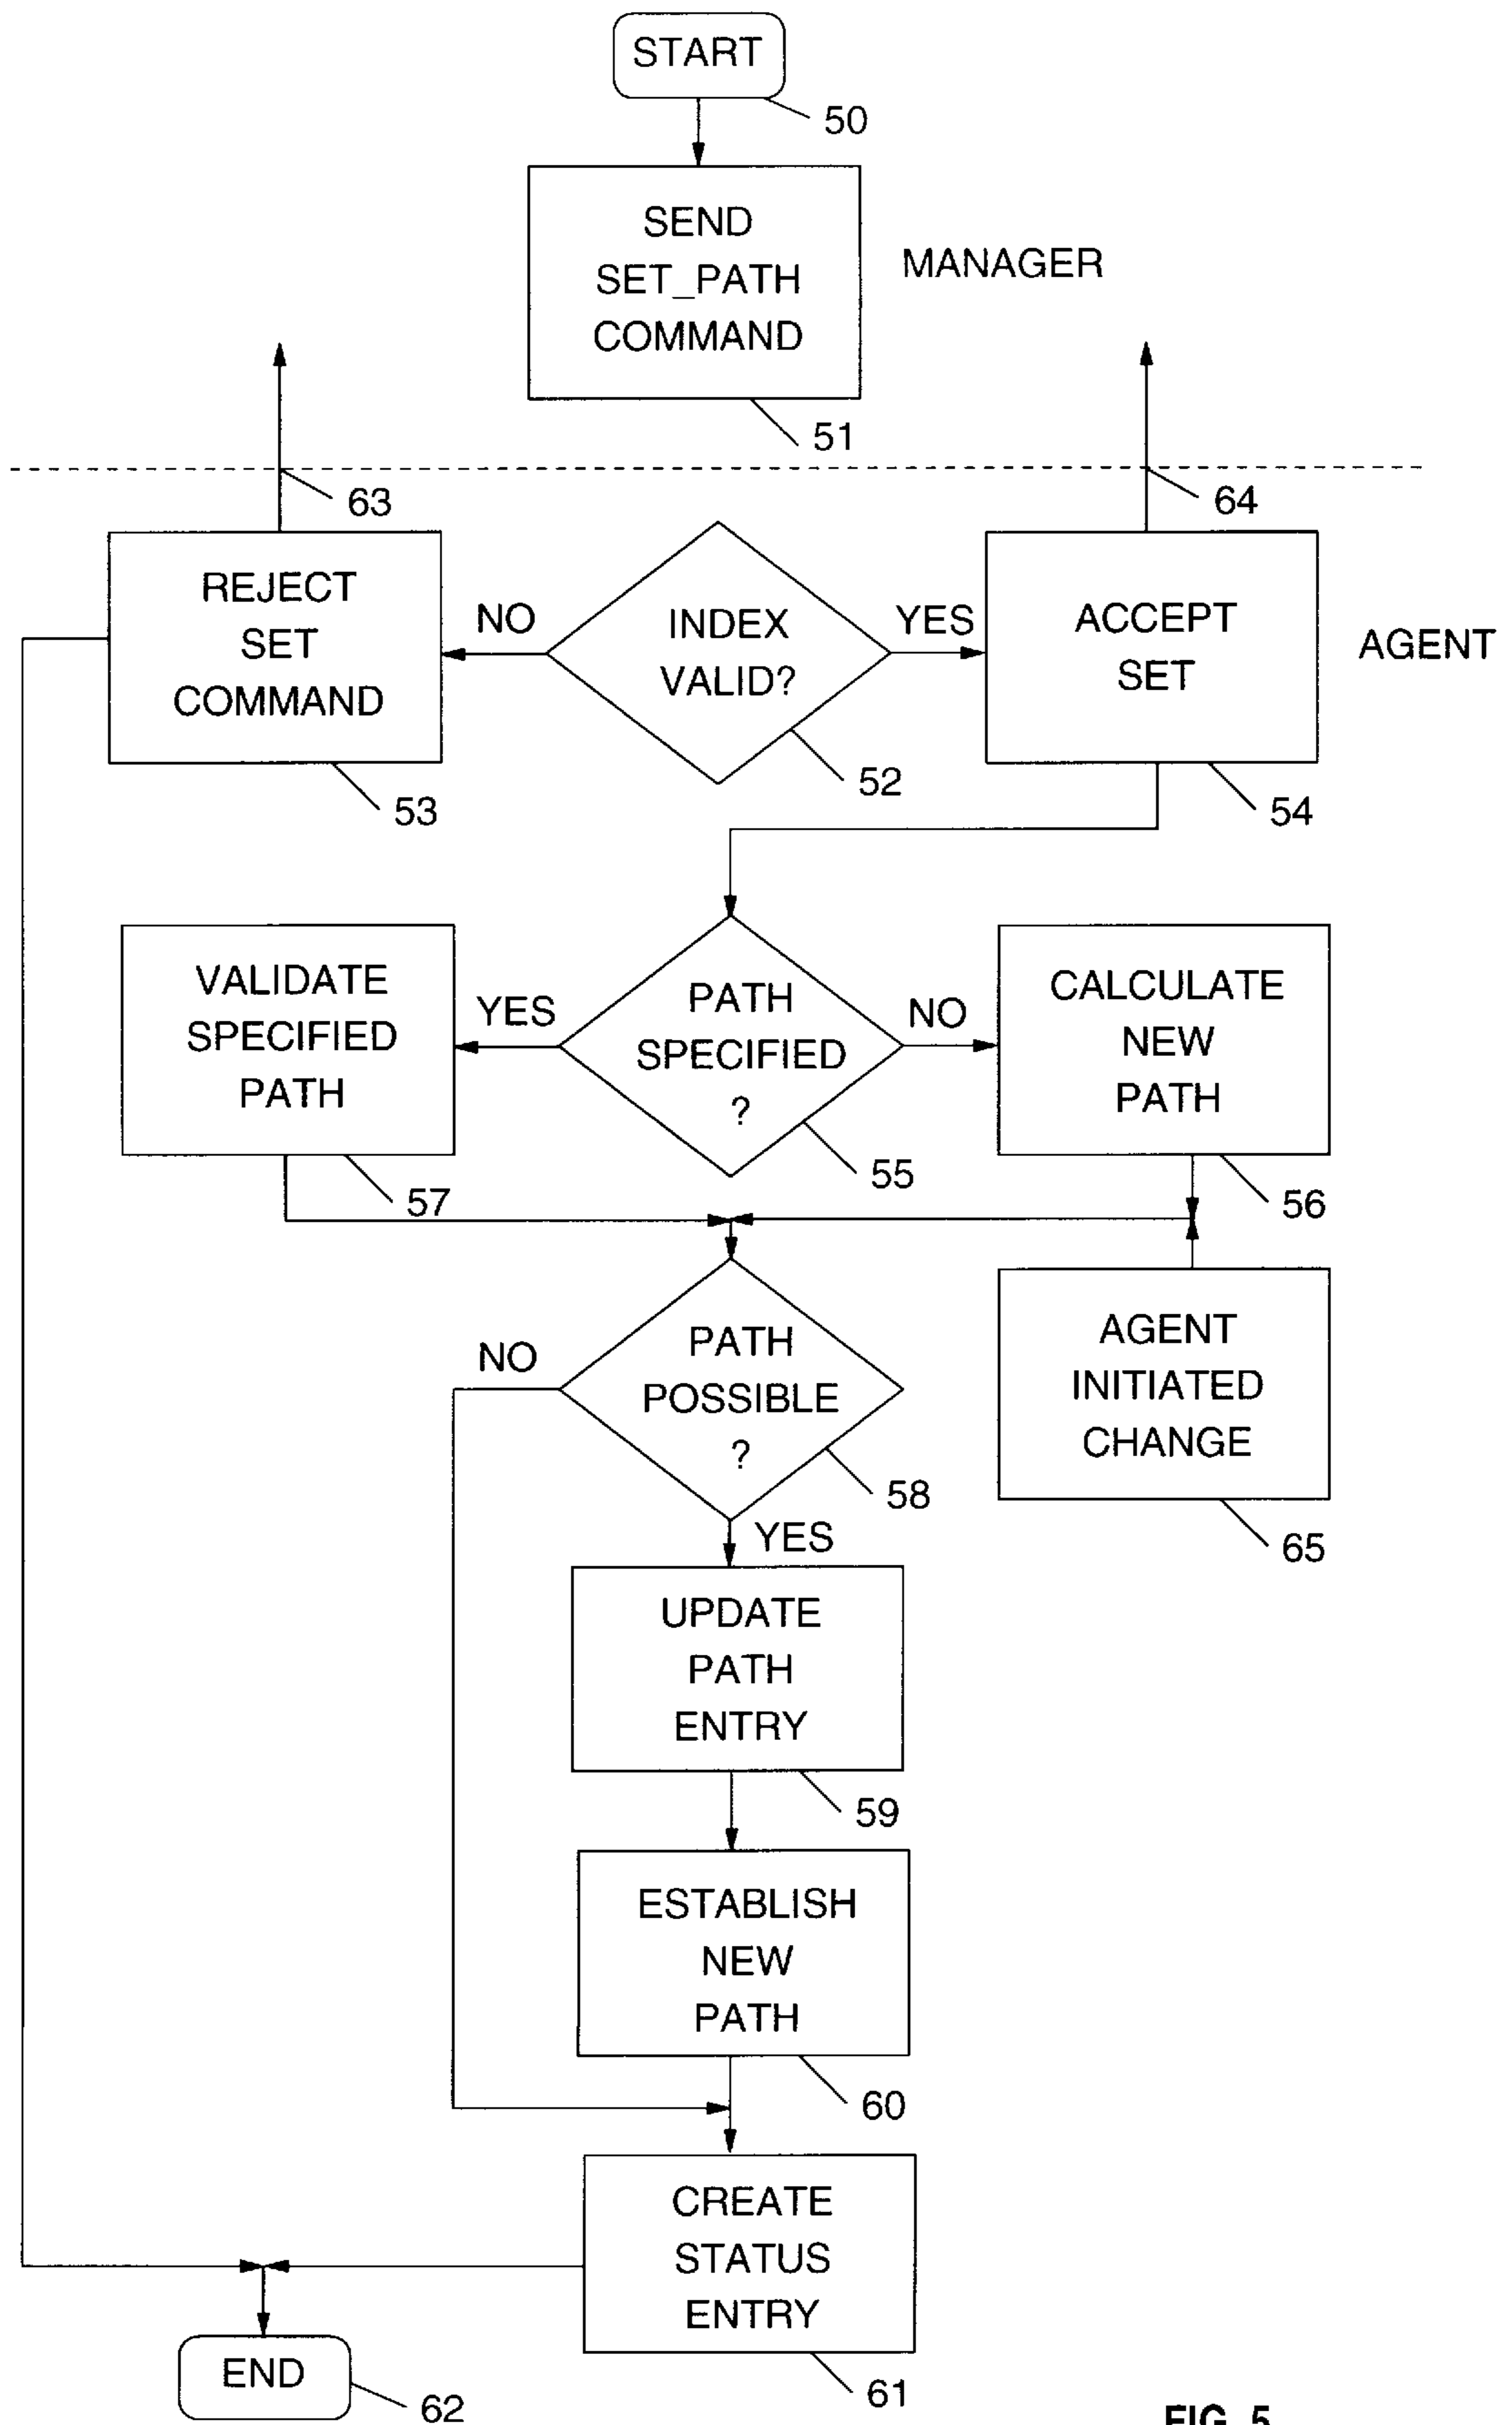 START
50
SEND
SET_PATH
COMMAND
MANAGER
51
63
64
REJECT
SET
COMMAND
NO
INDEX
VALID?
YES
ACCEPT
SET
AGENT
52
53
54
VALIDATE
SPECIFIED
PATH
YES
PATH
SPECIFIED
?
NO
CALCULATE
NEW
PATH
55
57
56
NO
PATH
POSSIBLE
?
AGENT
INITIATED
CHANGE
58
YES
65
UPDATE
PATH
ENTRY
59
ESTABLISH
NEW
PATH
60
CREATE
STATUS
ENTRY
END
61
62
FIG. 5